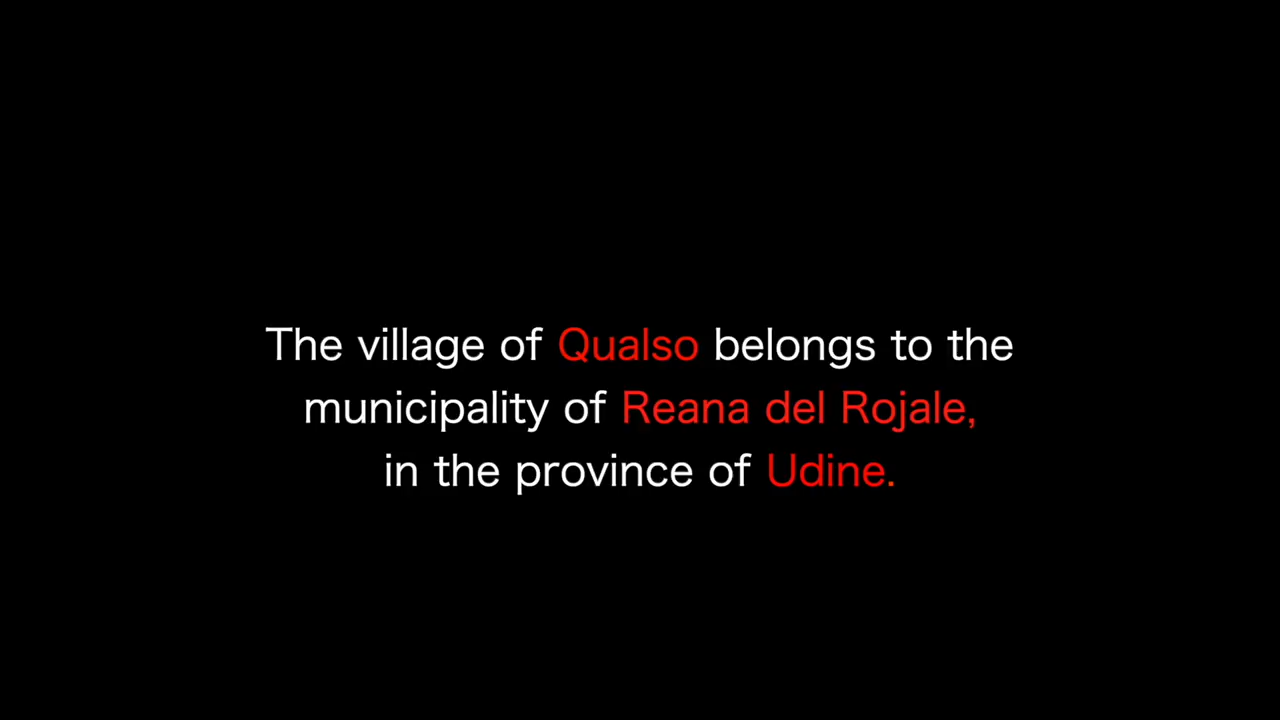 The village of Qualso belongs to the
municipality of Reana del Rojale,
in the province of Udine.